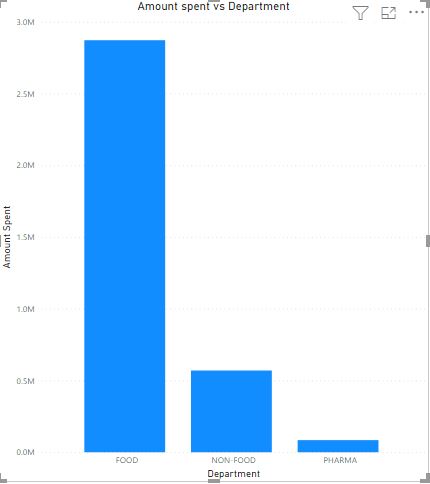 Amount spent vs Department
3.0M
2.5M
2.0M
1.5M
1.0M
0.5M
0.0M
Amount Spent
FOOD NON-FOOD PHARMA
Department